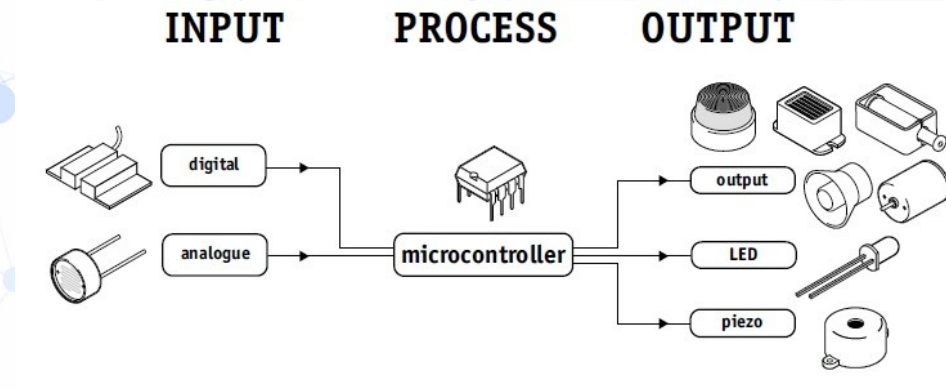 INPUT PROCESS OUTPUT
digital
analogue
microcontroller
output
LED
piezo